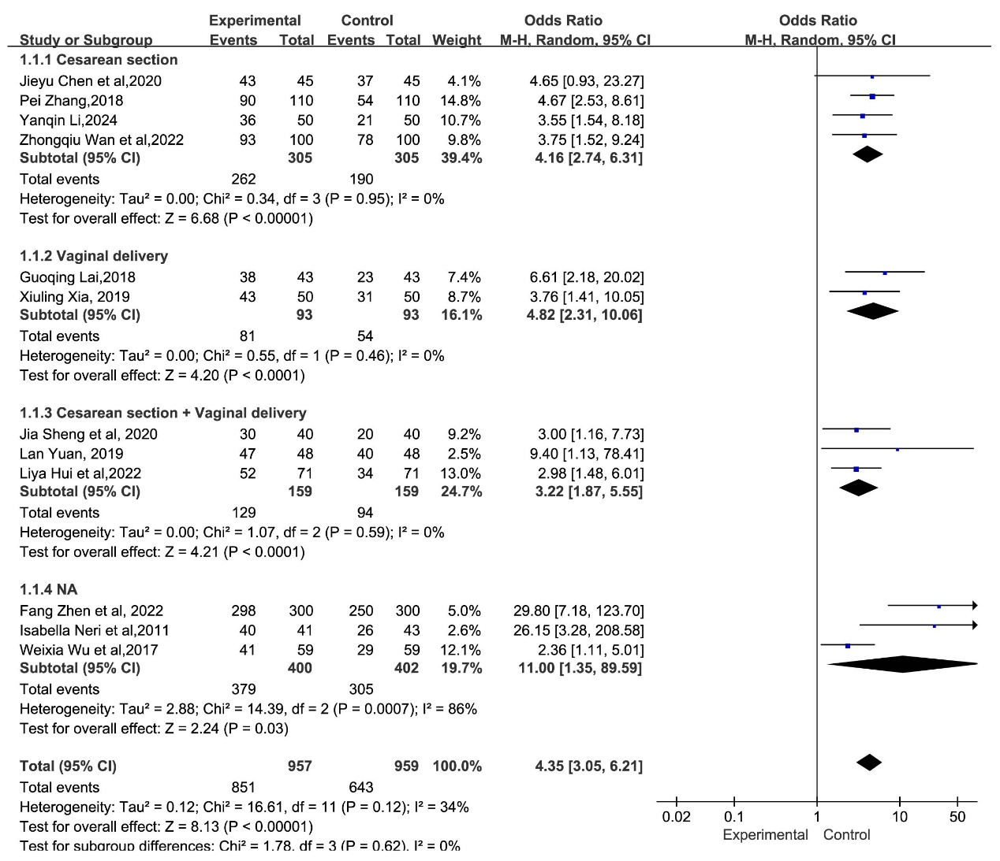 Experimental Control Odds Ratio Odds Ratio
Study or Subgroup Events Total Events Total Weight M-H, Random, 95% CI M-H, Random, 95% CI
1.1.1 Cesarean section
Jieyu Chen et al,2020 43 45 37 45 4.1% 4.65 [0.93, 23.27]
Pei Zhang,2018 90 110 54 110 14.8% 4.67 [2.53, 8.61]
Yanqin Li,2024 36 50 21 50 10.7% 3.55 [1.54, 8.18]
Zhongqiu Wan et al,2022 93 100 78 100 9.8% 3.75 [1.52, 9.24]
Subtotal (95% CI) 305 305 39.4% 4.16 [2.74, 6.31]
Total events 262 190
Heterogeneity: Tau² = 0.00; Chi² = 0.34, df = 3 (P = 0.95); I² = 0%
Test for overall effect: Z = 6.68 (P < 0.00001)
1.1.2 Vaginal delivery
Guoqing Lai,2018 38 43 23 43 7.4% 6.61 [2.18, 20.02]
Xiuling Xia, 2019 43 50 31 50 8.7% 3.76 [1.41, 10.05]
Subtotal (95% CI) 93 93 16.1% 4.82 [2.31, 10.06]
Total events 81 54
Heterogeneity: Tau² = 0.00; Chi² = 0.55, df = 1 (P = 0.46); I² = 0%
Test for overall effect: Z = 4.20 (P < 0.0001)
1.1.3 Cesarean section + Vaginal delivery
Jia Sheng et al, 2020 30 40 20 40 9.2% 3.00 [1.16, 7.73]
Lan Yuan, 2019 47 48 40 48 2.5% 9.40 [1.13, 78.41]
Liya Hui et al,2022 52 71 34 71 13.0% 2.98 [1.48, 6.01]
Subtotal (95% CI) 159 159 24.7% 3.22 [1.87, 5.55]
Total events 129 94
Heterogeneity: Tau² = 0.00; Chi² = 1.07, df = 2 (P = 0.59); I² = 0%
Test for overall effect: Z = 4.21 (P < 0.0001)
1.1.4 NA
Fang Zhen et al, 2022 298 300 250 300 5.0% 29.80 [7.18, 123.70]
Isabella Neri et al,2011 40 41 26 43 2.6% 26.15 [3.28, 208.58]
Weixia Wu et al,2017 41 59 29 59 12.1% 2.36 [1.11, 5.01]
Subtotal (95% CI) 400 402 19.7% 11.00 [1.35, 89.59]
Total events 379 305
Heterogeneity: Tau² = 2.88; Chi² = 14.39, df = 2 (P = 0.0007); I² = 86%
Test for overall effect: Z = 2.24 (P = 0.03)
Total (95% CI) 957 959 100.0% 4.35 [3.05, 6.21]
Total events 851 643
Heterogeneity: Tau² = 0.12; Chi² = 16.61, df = 11 (P = 0.12); I² = 34%
Test for overall effect: Z = 8.13 (P < 0.00001)
Test for subgroup differences: Chi² = 1.78, df = 3 (P = 0.62), I² = 0%
0.02 0.1 1 10 50
Experimental Control